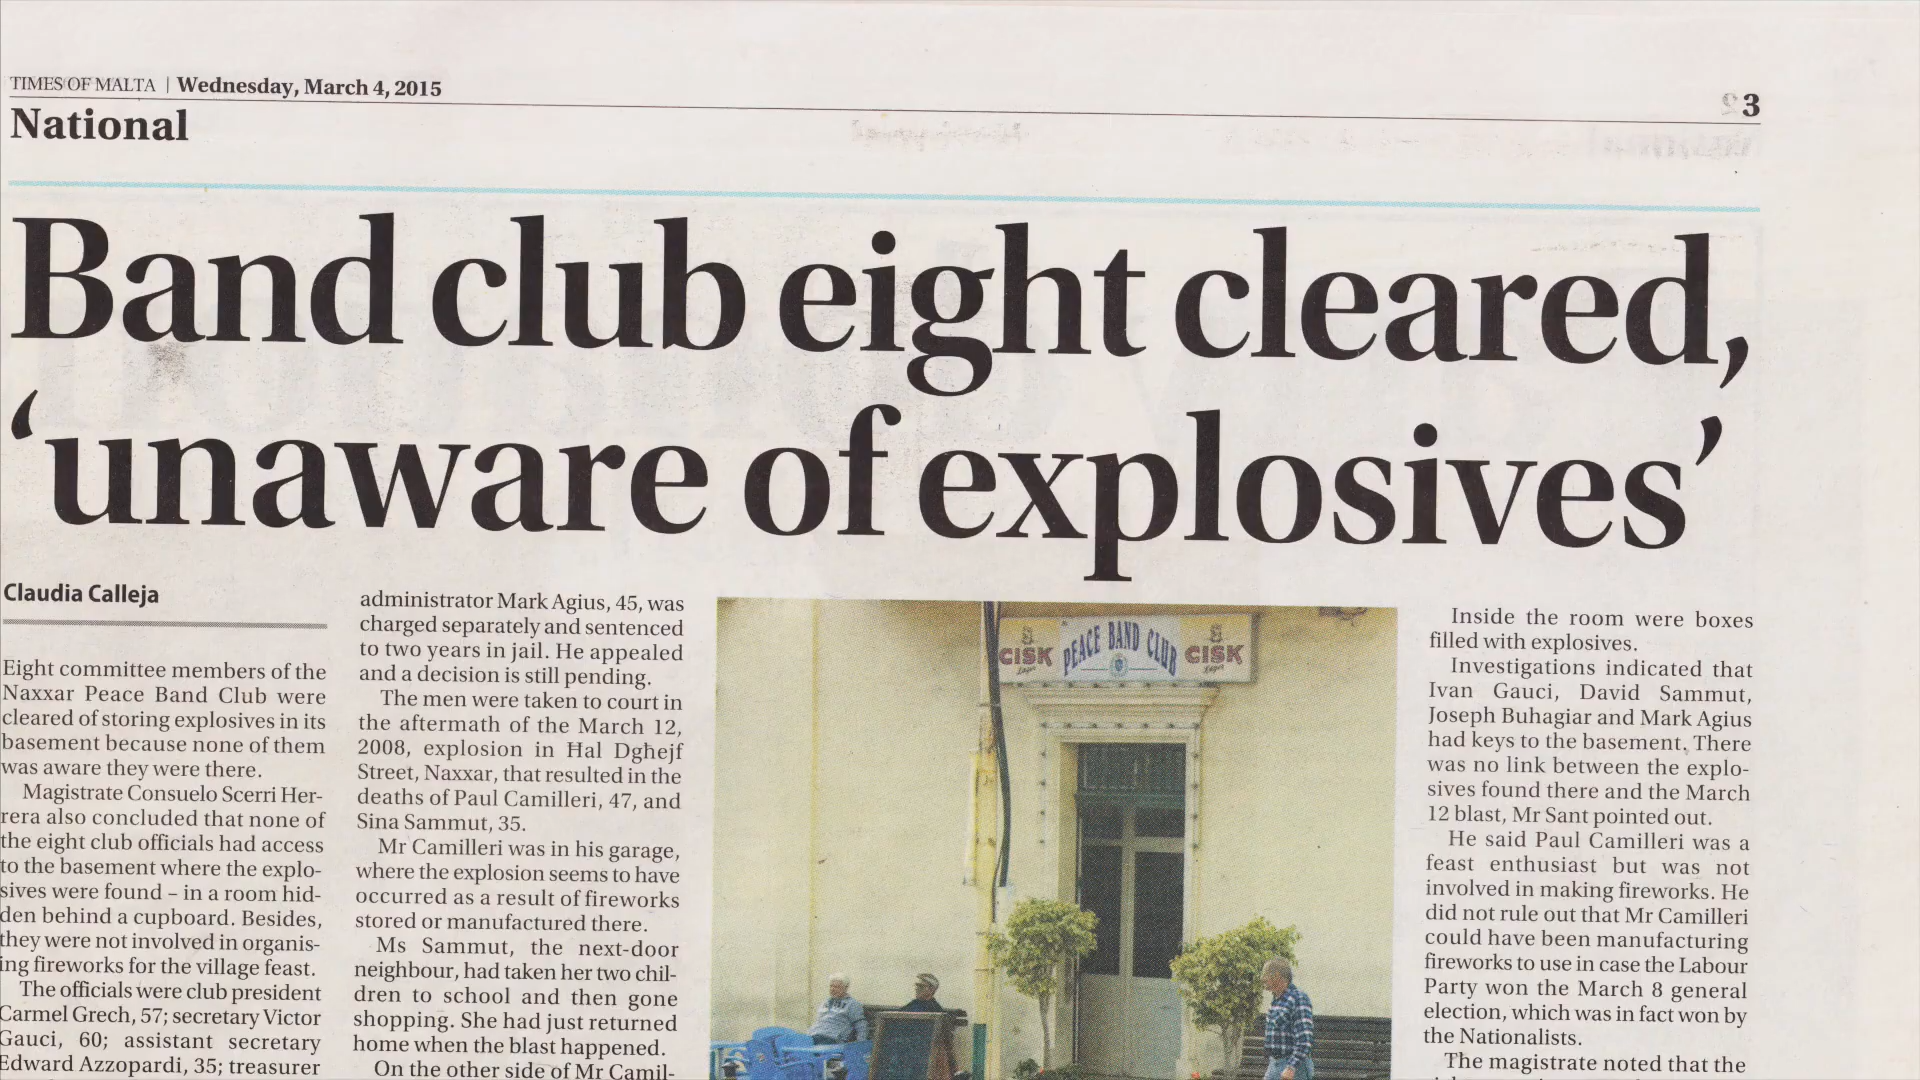 TIMES OF MALTA | Wednesday, March 4, 2015
3
National
Band club eight cleared,
‘unaware of explosives’
Claudia Calleja
Eight committee members of the
Naxxar Peace Band Club were
cleared of storing explosives in its
basement because none of them
was aware they were there.
Magistrate Consuelo Scerri Her-
rera also concluded that none of
the eight club officials had access
to the basement where the explo-
sives were found – in a room hid-
den behind a cupboard. Besides,
they were not involved in organis-
ing fireworks for the village feast.
The officials were club president
Carmel Grech, 57; secretary Victor
Gauci, 60; assistant secretary
Edward Azzopardi, 35; treasurer
administrator Mark Agius, 45, was
charged separately and sentenced
to two years in jail. He appealed
and a decision is still pending.
The men were taken to court in
the aftermath of the March 12,
2008, explosion in Ħal Dgħejf
Street, Naxxar, that resulted in the
deaths of Paul Camilleri, 47, and
Sina Sammut, 35.
Mr Camilleri was in his garage,
where the explosion seems to have
occurred as a result of fireworks
stored or manufactured there.
Ms Sammut, the next-door
neighbour, had taken her two chil-
dren to school and then gone
shopping. She had just returned
home when the blast happened.
On the other side of Mr Camil-
CISK
Lager
PEACE BAND CLUB
CISK
Lager
Inside the room were boxes
filled with explosives.
Investigations indicated that
Ivan Gauci, David Sammut,
Joseph Buhagiar and Mark Agius
had keys to the basement. There
was no link between the explo-
sives found there and the March
12 blast, Mr Sant pointed out.
He said Paul Camilleri was a
feast enthusiast but was not
involved in making fireworks. He
did not rule out that Mr Camilleri
could have been manufacturing
fireworks to use in case the Labour
Party won the March 8 general
election, which was in fact won by
the Nationalists.
The magistrate noted that the